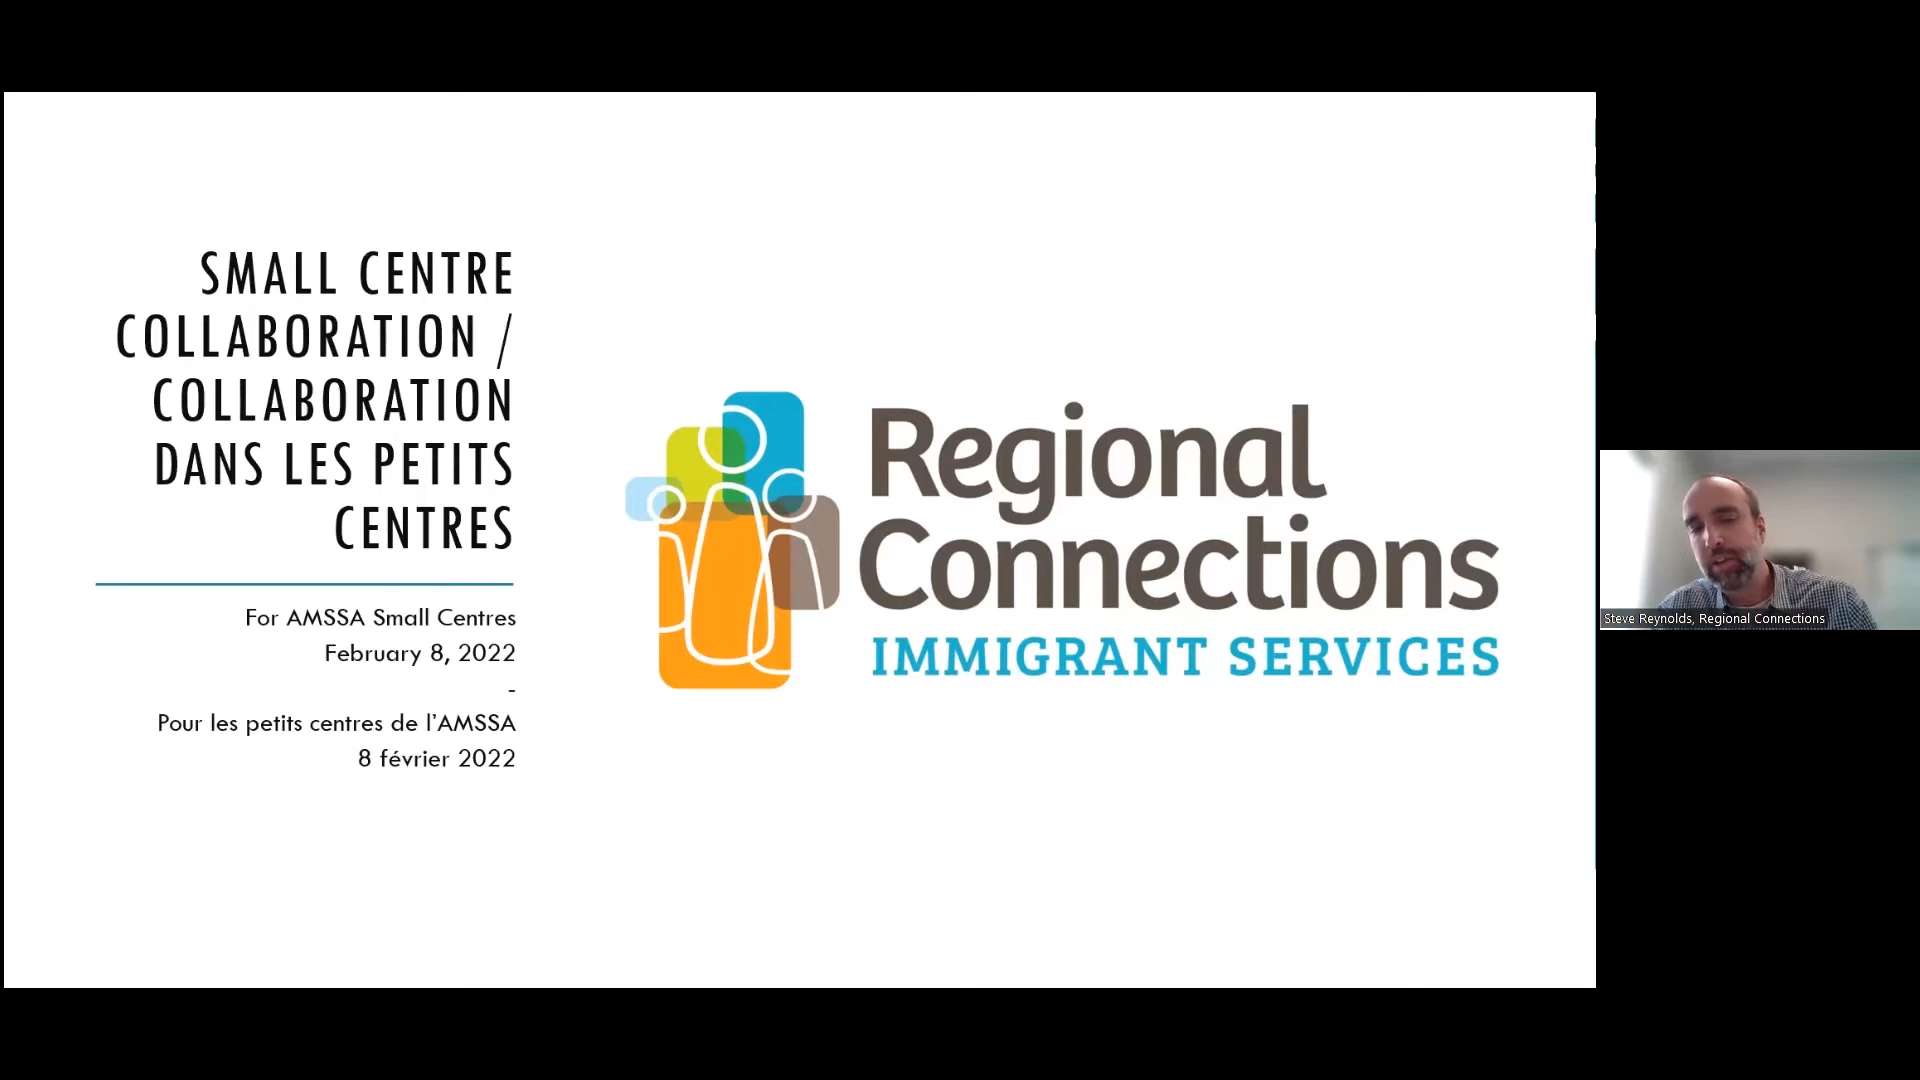 SMALL CENTRE
COLLABORATION /
COLLABORATION
DANS LES PETITS
CENTRES
For AMSSA Small Centres
February 8, 2022
-
Pour les petits centres de l'AMSSA
8 février 2022
Regional
Connections
IMMIGRANT SERVICES
Steve Reynolds, Regional Connections